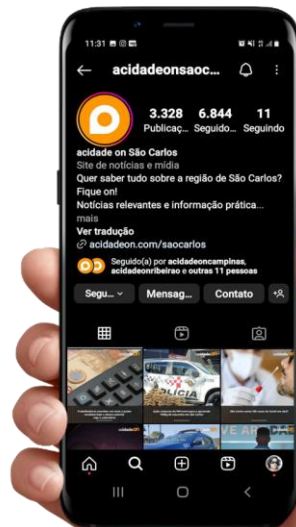 11:31
acidadeonsaoc...
3.328 6.844 11
Publicaç... Seguido... Seguindo
acidade on São Carlos
Site de notícias e mídia
Quer saber tudo sobre a região de São Carlos?
Fique on!
Notícias relevantes e informação prática...
mais
Ver tradução
acidadeon.com/saocarlos
Seguido(a) por acidadeoncampinas,
acidadeonribeirao e outras 11 pessoas
Segu... Mensag... Contato
POLÍCIA